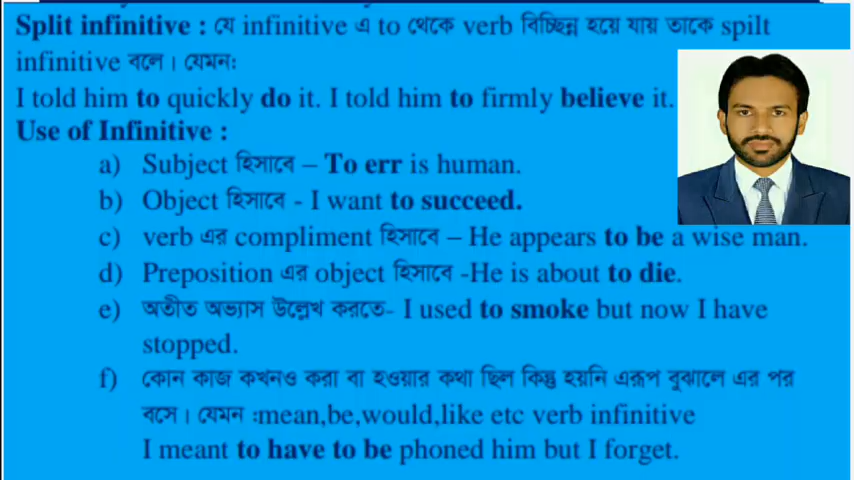 Split infinitive : যে infinitive এ to থেকে verb বিচ্ছিন্ন হয়ে যায় তাকে spilt
infinitive বলে। যেমনঃ
I told him to quickly do it. I told him to firmly believe it.
Use of Infinitive :
a) Subject হিসাবে – To err is human.
b) Object হিসাবে - I want to succeed.
c) verb এর compliment হিসাবে – He appears to be a wise man.
d) Preposition এর object হিসাবে -He is about to die.
e) অতীত অভ্যাস উল্লেখ করতে- I used to smoke but now I have
stopped.
f) কোন কাজ কখনও করা বা হওয়ার কথা ছিল কিন্তু হয়নি এরূপ বুঝালে এর পর
বসে। যেমন ঃmean,be,would,like etc verb infinitive
I meant to have to be phoned him but I forget.